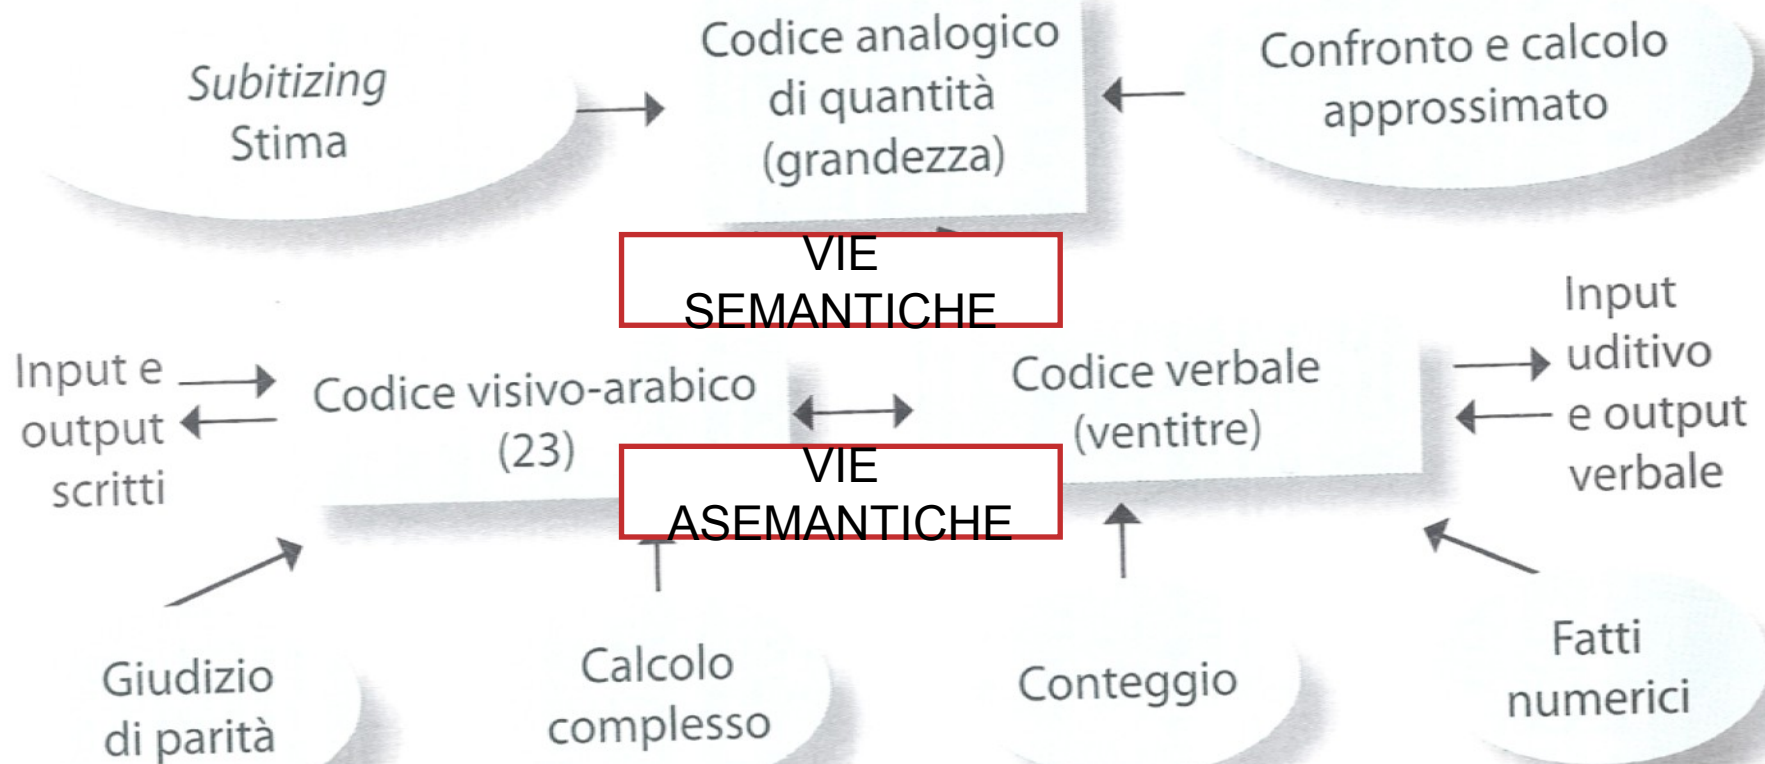 Subitizing
Stima
Codice analogico
di quantità
(grandezza)
Confronto e calcolo
approssimato
VIE
SEMANTICHE
Input e
output
scritti
Codice visivo-arabico
(23)
Codice verbale
(ventitre)
Input
uditivo
e output
verbale
VIE
ASEMANTICHE
Giudizio
di parità
Calcolo
complesso
Conteggio
Fatti
numerici